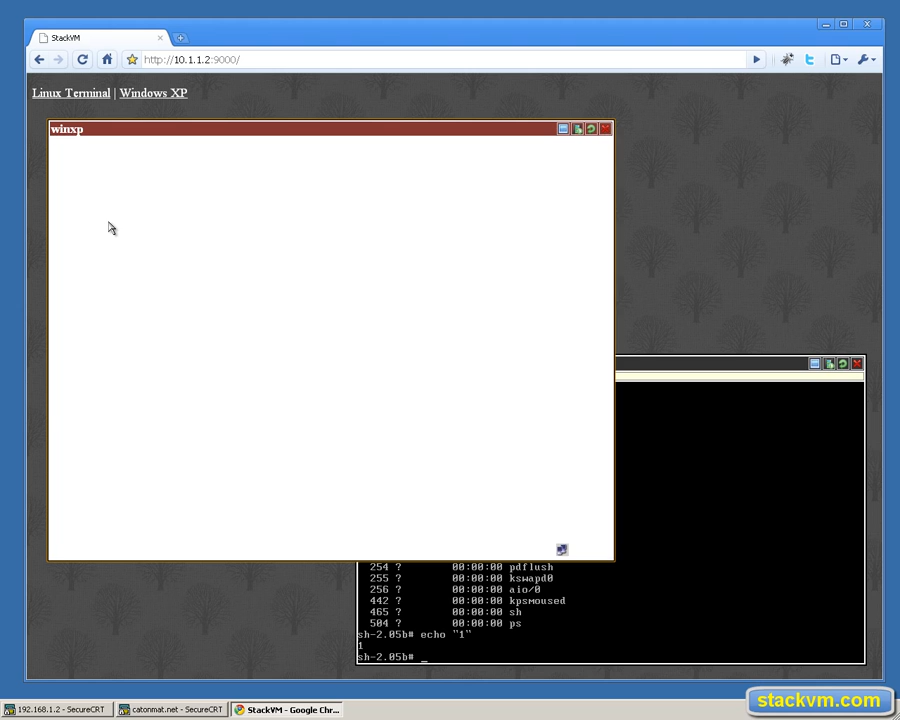 StackVM
http://10.1.1.2:9000/
Linux Terminal | Windows XP
winxp
254 ? 00:00:00 pdflush
255 ? 00:00:00 kswapd0
256 ? 00:00:00 aio/0
442 ? 00:00:00 kpsmoused
465 ? 00:00:00 sh
504 ? 00:00:00 ps
sh-2.05b# echo "1"
1
sh-2.05b# _
192.168.1.2 - SecureCRT
catonmat.net - SecureCRT
StackVM - Google Chr...
stackvm.com